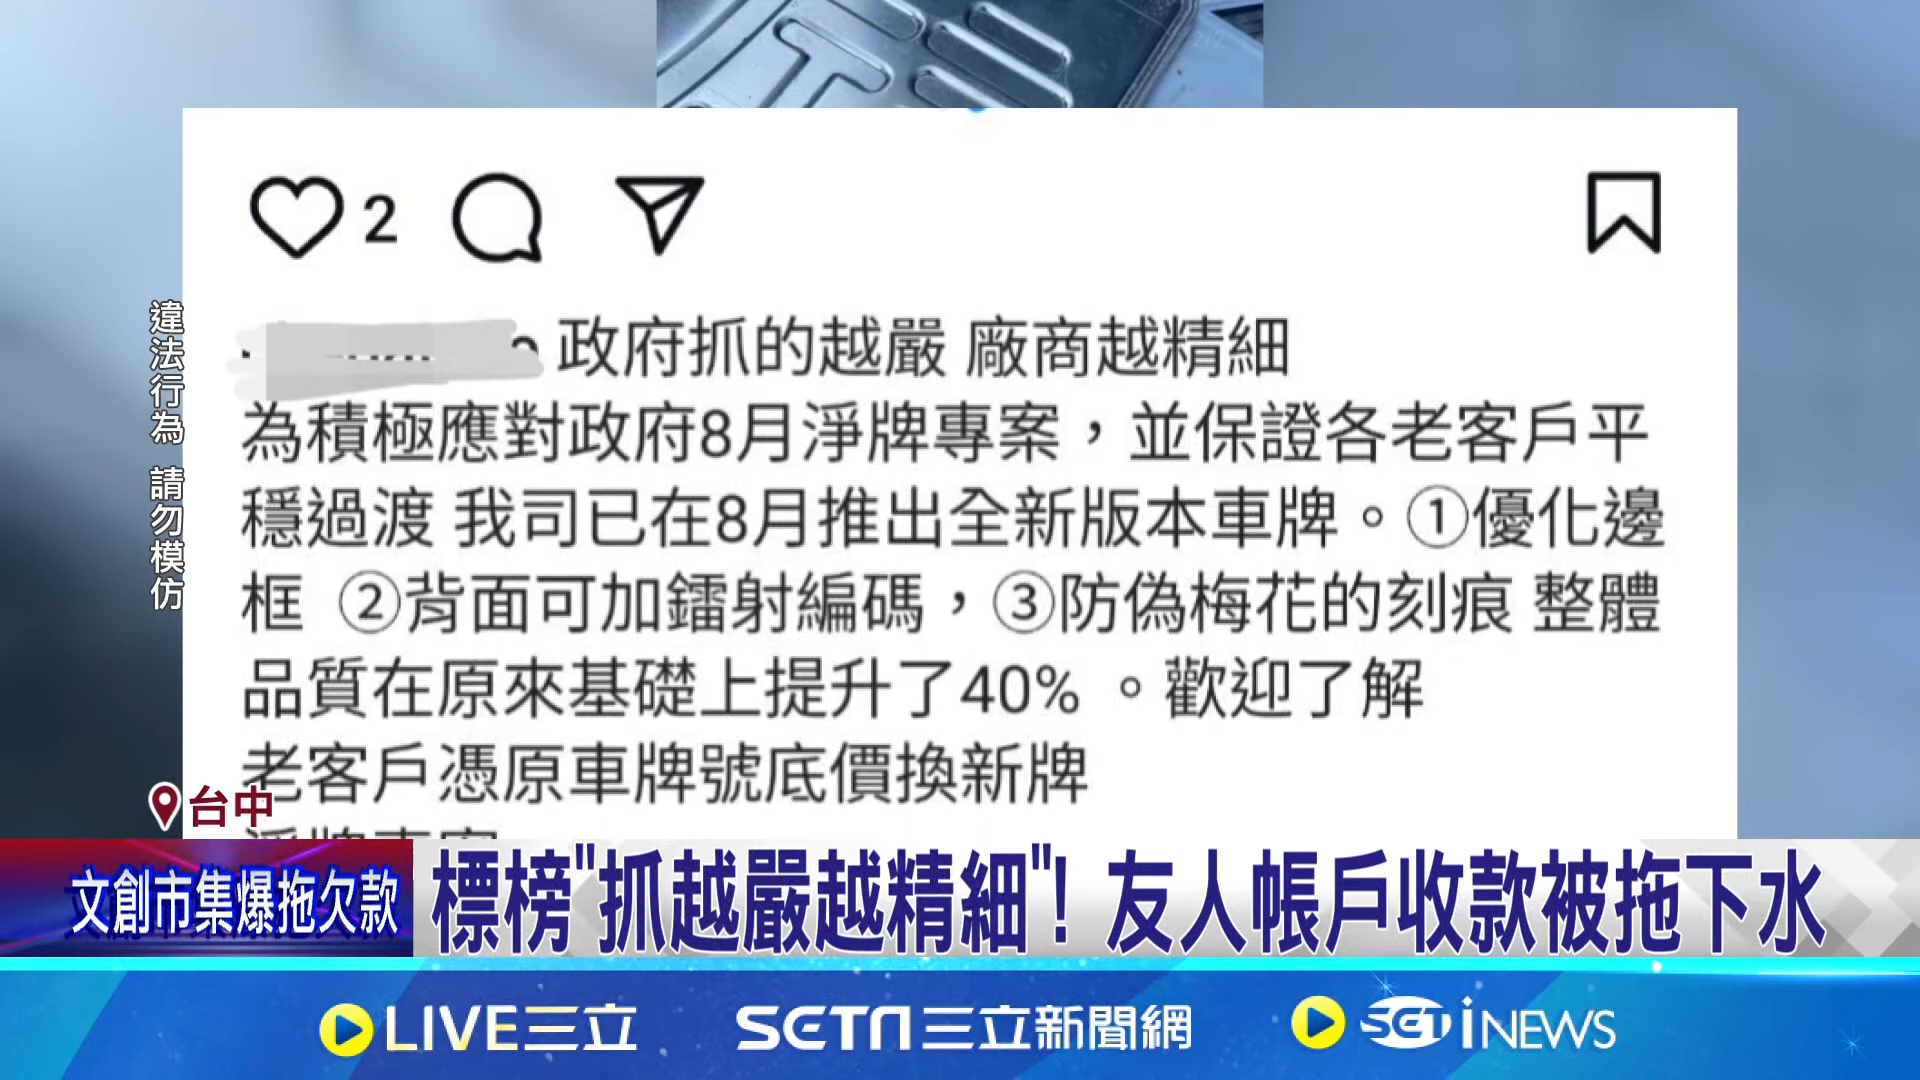 2
政府抓的越嚴 廠商越精細
為積極應對政府8月淨牌專案，並保證各老客戶平
穩過渡 我司已在8月推出全新版本車牌。①優化邊
框 ②背面可加鐳射編碼，③防偽梅花的刻痕 整體
品質在原來基礎上提升了40% 。歡迎了解
老客戶憑原車牌號底價換新牌
違法行為 請勿模仿
台中
文創市集爆拖欠款
標榜"抓越嚴越精細"! 友人帳戶收款被拖下水
LIVE三立
SETN三立新聞網
SET iNEWS